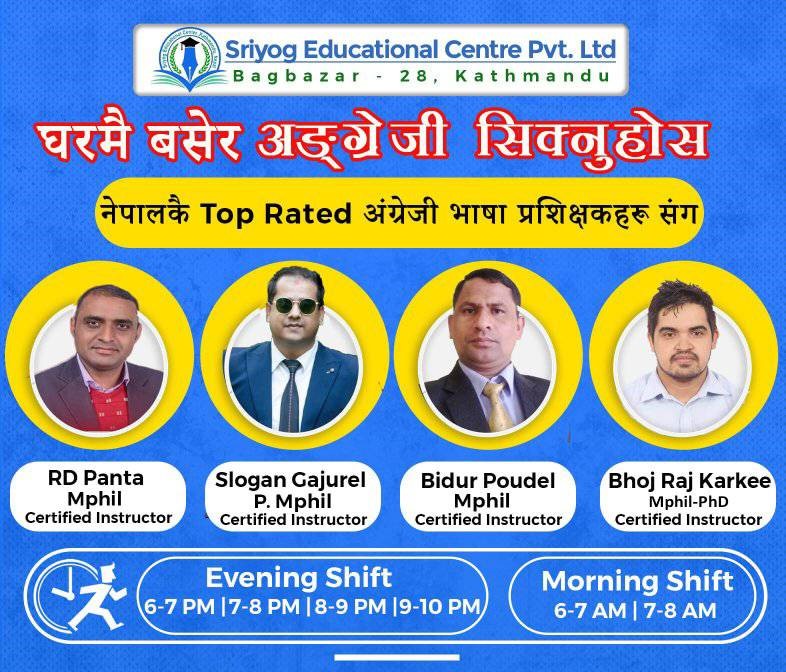 Sriyog Educational Centre Pvt. Ltd
Bagbazar - 28, Kathmandu
घरमै बसेर अङ्ग्रेजी सिक्नुहोस
नेपालकै Top Rated अंग्रेजी भाषा प्रशिक्षकहरू संग
RD Panta
Mphil
Certified Instructor
Slogan Gajurel
P. Mphil
Certified Instructor
Bidur Poudel
Mphil
Certified Instructor
Bhoj Raj Karkee
Mphil-PhD
Certified Instructor
Evening Shift
6-7 PM | 7-8 PM | 8-9 PM | 9-10 PM
Morning Shift
6-7 AM | 7-8 AM